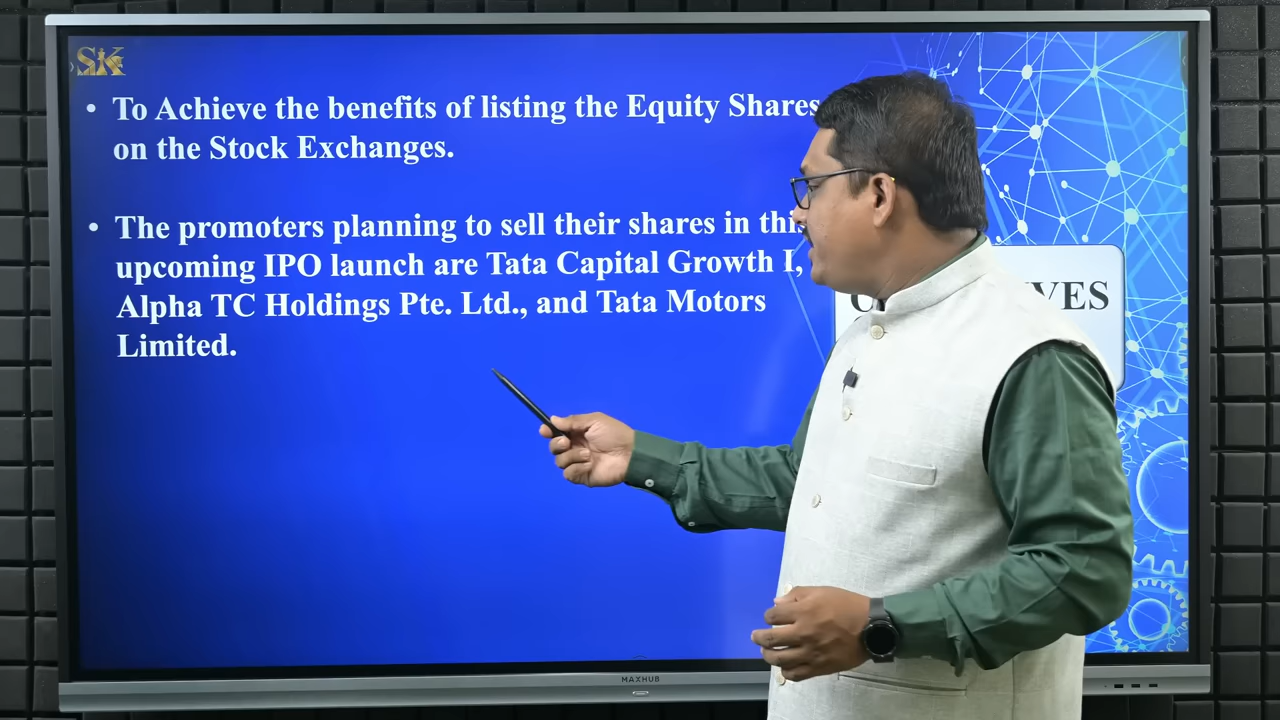 SK
• To Achieve the benefits of listing the Equity Shares
on the Stock Exchanges.
• The promoters planning to sell their shares in
upcoming IPO launch are Tata Capital Growth I,
Alpha TC Holdings Pte. Ltd., and Tata Motors
Limited.
MAXHUB